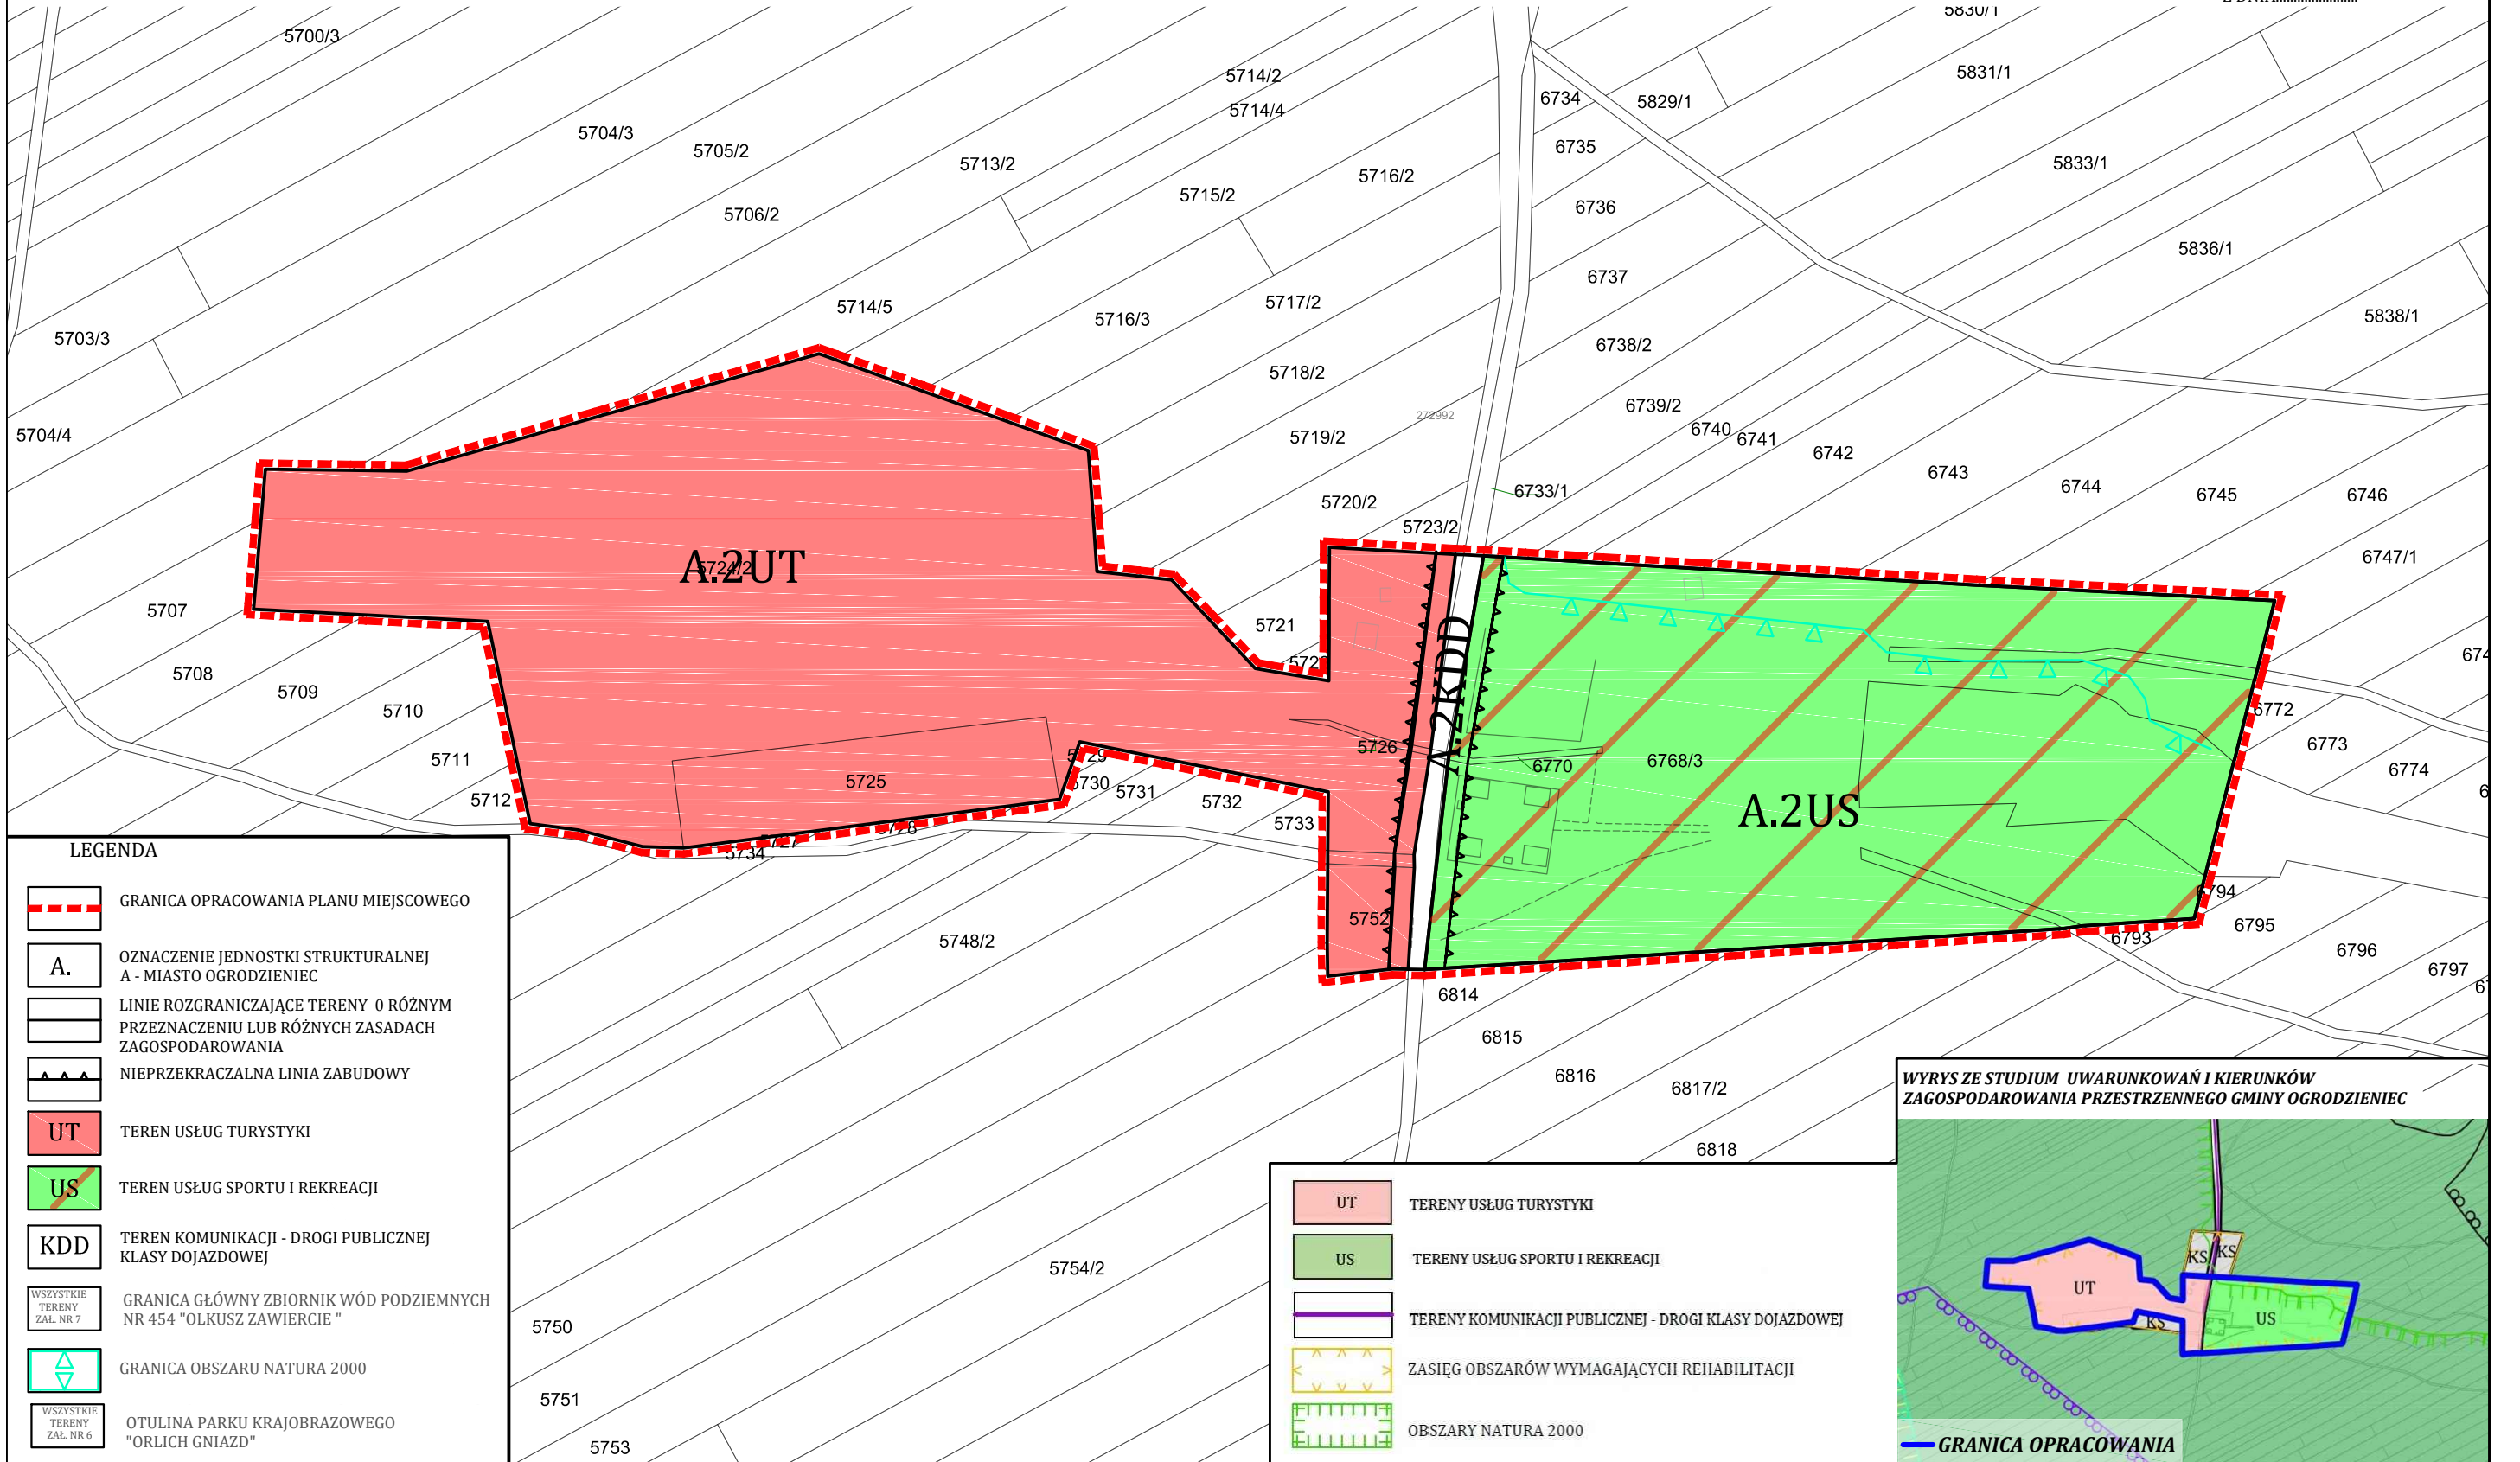 5700/3
5704/3
5705/2
5706/2
5713/2
5714/2
5714/4
5715/2
5716/2
6734
5829/1
5830/1
5831/1
6735
5833/1
6736
5836/1
6737
5838/1
5703/3
5704/4
5714/5
5716/3
5717/2
5718/2
5719/2
272992
6738/2
6739/2
6740
6741
6742
6743
6744
6745
6746
6747/1
5720/2
5723/2
6733/1
A.2UT
5724/2
5707
5708
5709
5710
5711
5712
5721
5725
5726
A.2KDD
6770
6768/3
A.2US
6772
6773
6774
5730
5731
5732
5733
5728
5734
5752
6794
6793
6795
6796
6797
5748/2
6814
6815
6816
6817/2
6818
5754/2
5750
5751
5753
LEGENDA
GRANICA OPRACOWANIA PLANU MIEJSCOWEGO
A.
OZNACZENIE JEDNOSTKI STRUKTURALNEJ
A - MIASTO OGRODZIENIEC
LINIE ROZGRANICZAJĄCE TERENY 0 RÓŻNYM
PRZEZNACZENIU LUB RÓŻNYCH ZASADACH
ZAGOSPODAROWANIA
NIEPRZEKRACZALNA LINIA ZABUDOWY
UT
TEREN USŁUG TURYSTYKI
US
TEREN USŁUG SPORTU I REKREACJI
KDD
TEREN KOMUNIKACJI - DROGI PUBLICZNEJ
KLASY DOJAZDOWEJ
WSZYSTKIE
TERENY
ZAŁ. NR 7
GRANICA GŁÓWNY ZBIORNIK WÓD PODZIEMNYCH
NR 454 "OLKUSZ ZAWIERCIE "
GRANICA OBSZARU NATURA 2000
WSZYSTKIE
TERENY
ZAŁ. NR 6
OTULINA PARKU KRAJOBRAZOWEGO
"ORLICH GNIAZD"
UT
TERENY USŁUG TURYSTYKI
US
TERENY USŁUG SPORTU I REKREACJI
TERENY KOMUNIKACJI PUBLICZNEJ - DROGI KLASY DOJAZDOWEJ
ZASIĘG OBSZARÓW WYMAGAJĄCYCH REHABILITACJI
OBSZARY NATURA 2000
WYRYS ZE STUDIUM UWARUNKOWAŃ I KIERUNKÓW
ZAGOSPODAROWANIA PRZESTRZENNEGO GMINY OGRODZIENIEC
KS
KS
UT
KS
US
GRANICA OPRACOWANIA